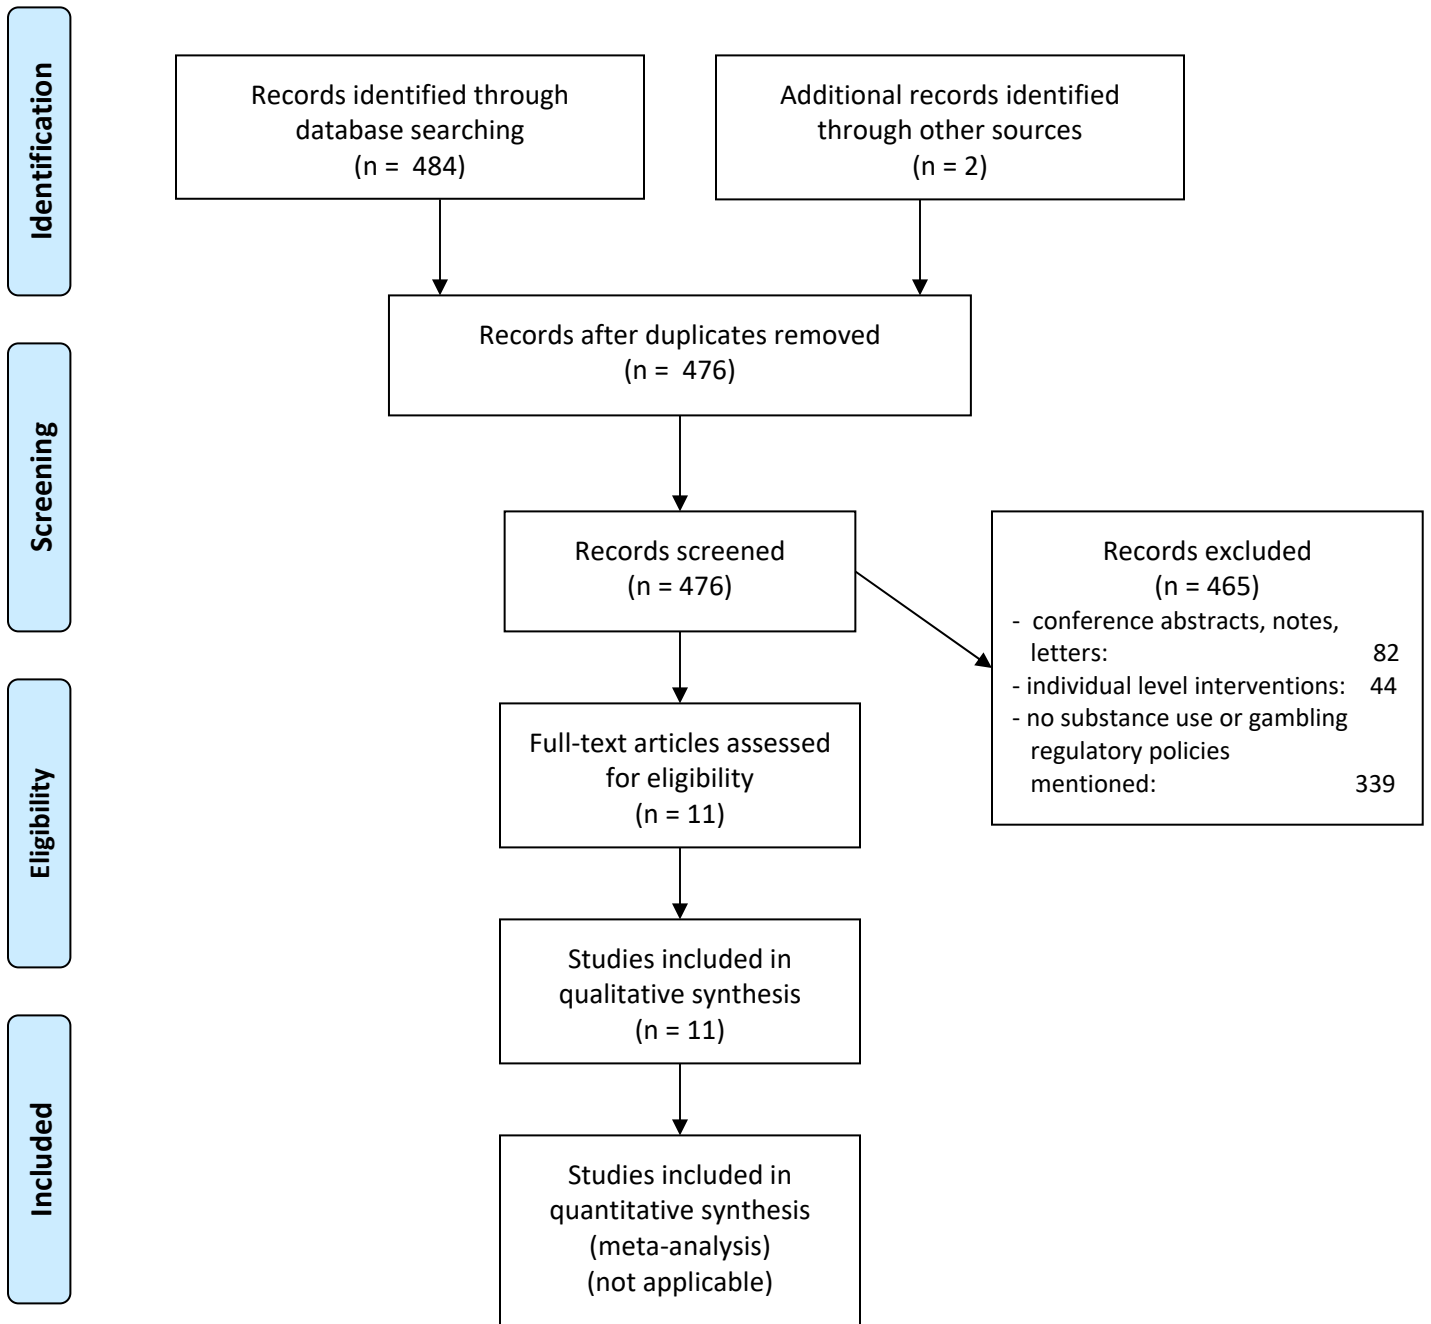 Identification
Records identified through
database searching
(n = 484)
Additional records identified
through other sources
(n = 2)
Records after duplicates removed
(n = 476)
Screening
Records screened
(n = 476)
Records excluded
(n = 465)
- conference abstracts, notes,
letters: 82
- individual level interventions: 44
- no substance use or gambling
regulatory policies
mentioned: 339
Eligibility
Full-text articles assessed
for eligibility
(n = 11)
Studies included in
qualitative synthesis
(n = 11)
Included
Studies included in
quantitative synthesis
(meta-analysis)
(not applicable)